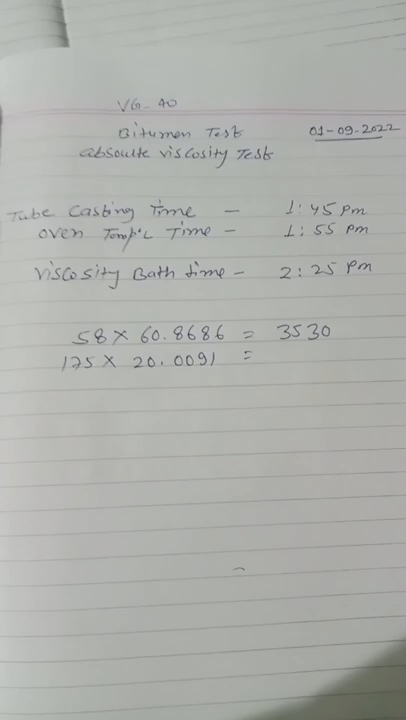 VG-40
Bitumen Test 01-09-2022
absoulte viscosity Test
Tube Casting Time - 1:45 pm
oven Temp°c Time - 1:55 pm
Viscosity Bath time - 2:25 pm
58 X 60.8686 = 3530
175 X 20.0091 =